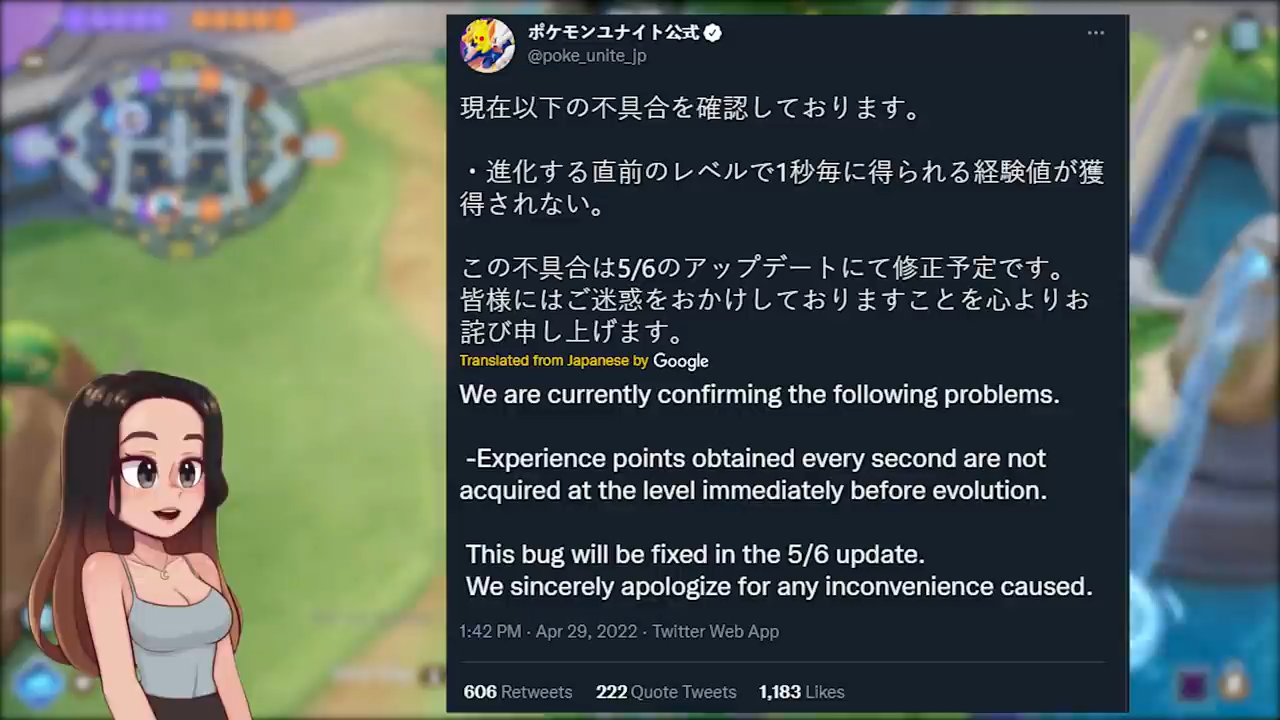 ポケモンユナイト公式
@poke_unite_jp
現在以下の不具合を確認しております。
・進化する直前のレベルで1秒毎に得られる経験値が獲
得されない。
この不具合は5/6のアップデートにて修正予定です。
皆様にはご迷惑をおかけしておりますことを心よりお
詫び申し上げます。
Translated from Japanese by Google
We are currently confirming the following problems.
-Experience points obtained every second are not
acquired at the level immediately before evolution.
This bug will be fixed in the 5/6 update.
We sincerely apologize for any inconvenience caused.
1:42 PM · Apr 29, 2022 · Twitter Web App
606 Retweets 222 Quote Tweets 1,183 Likes